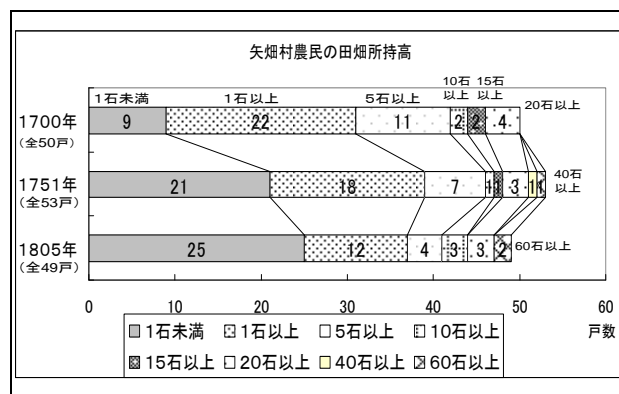 矢畑村農民の田畑所持高
10石以上 15石以上
1石未満 1石以上 5石以上 20石以上
1700年 9 22 11 2 2 4
(全50戸)
40石以上
1751年 21 18 7 1 1 3 1 1
(全53戸)
60石以上
1805年 25 12 4 3 3 2
(全49戸)
0 10 20 30 40 50 60
戸数
1石未満 1石以上 5石以上 10石以上
15石以上 20石以上 40石以上 60石以上